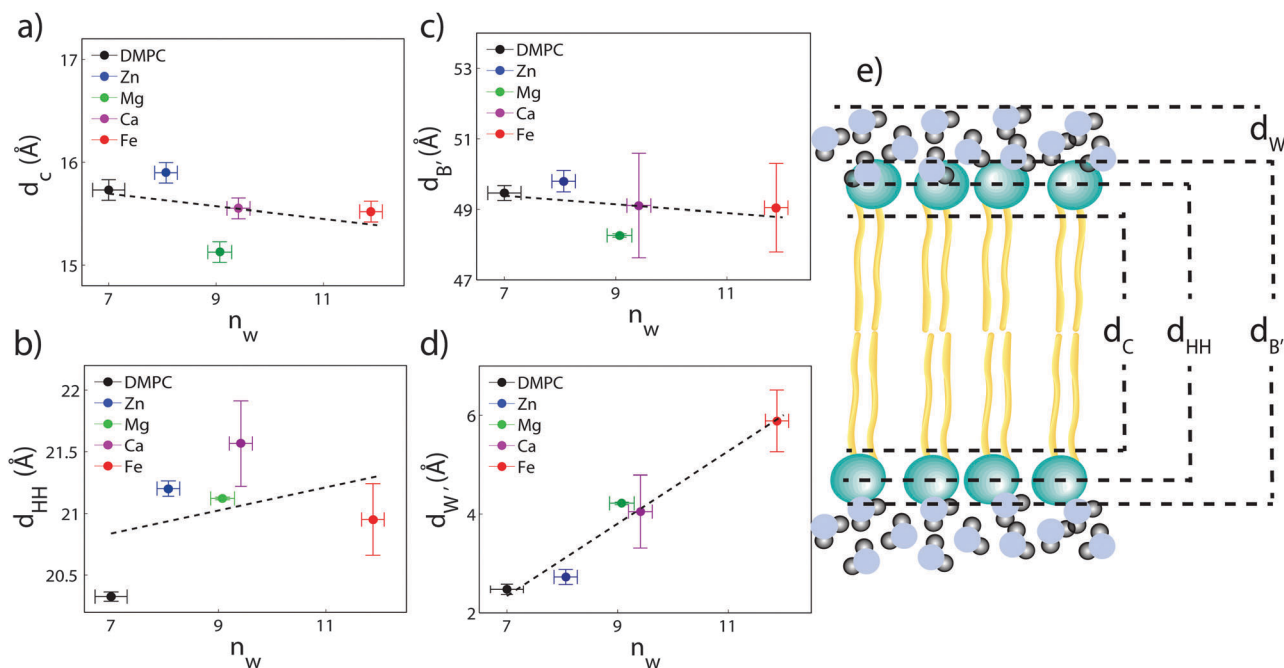 a)
DMPC
Zn
Mg
Ca
Fe
17
16
15
d_c (Å)
7 9 11
n_w
c)
DMPC
Zn
Mg
Ca
Fe
53
51
49
47
d_B' (Å)
7 9 11
n_w
b)
DMPC
Zn
Mg
Ca
Fe
22
21.5
21
20.5
d_HH (Å)
7 9 11
n_w
d)
DMPC
Zn
Mg
Ca
Fe
6
4
2
d_W' (Å)
7 9 11
n_w
e)
d_W
d_C d_HH d_B'